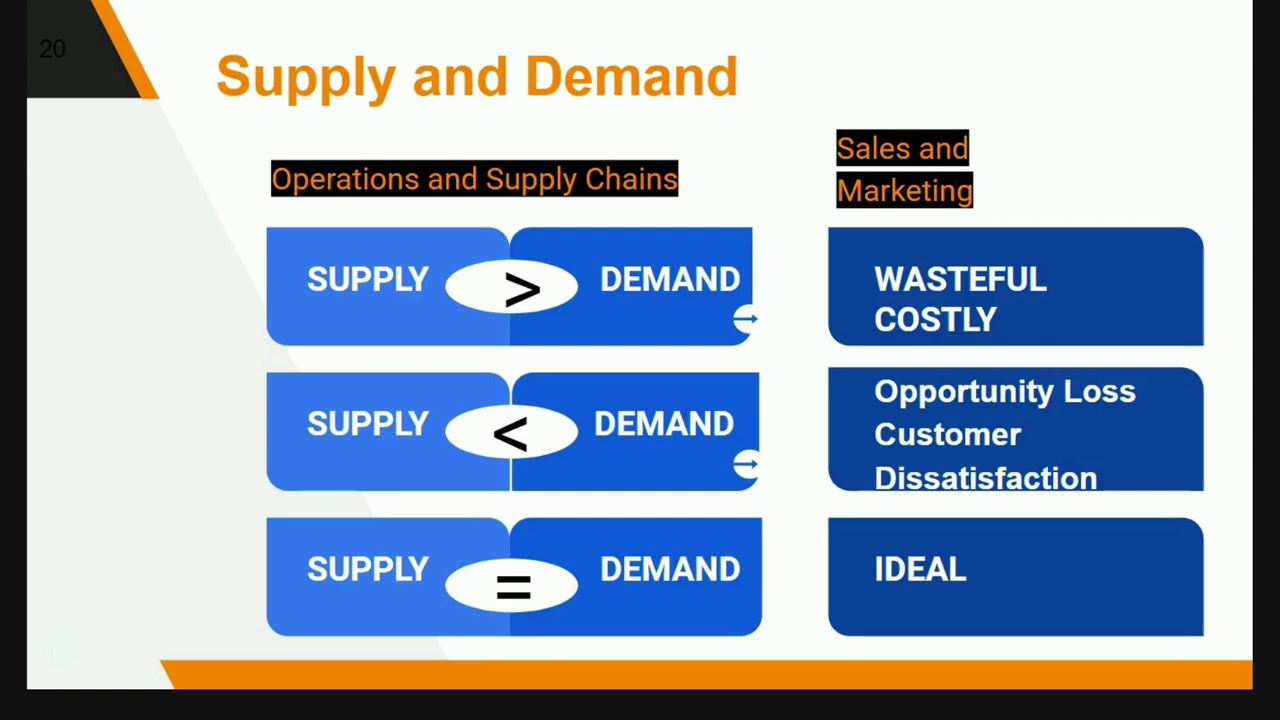 20
Supply and Demand
Operations and Supply Chains
Sales and
Marketing
SUPPLY > DEMAND
WASTEFUL
COSTLY
SUPPLY < DEMAND
Opportunity Loss
Customer
Dissatisfaction
SUPPLY = DEMAND
IDEAL